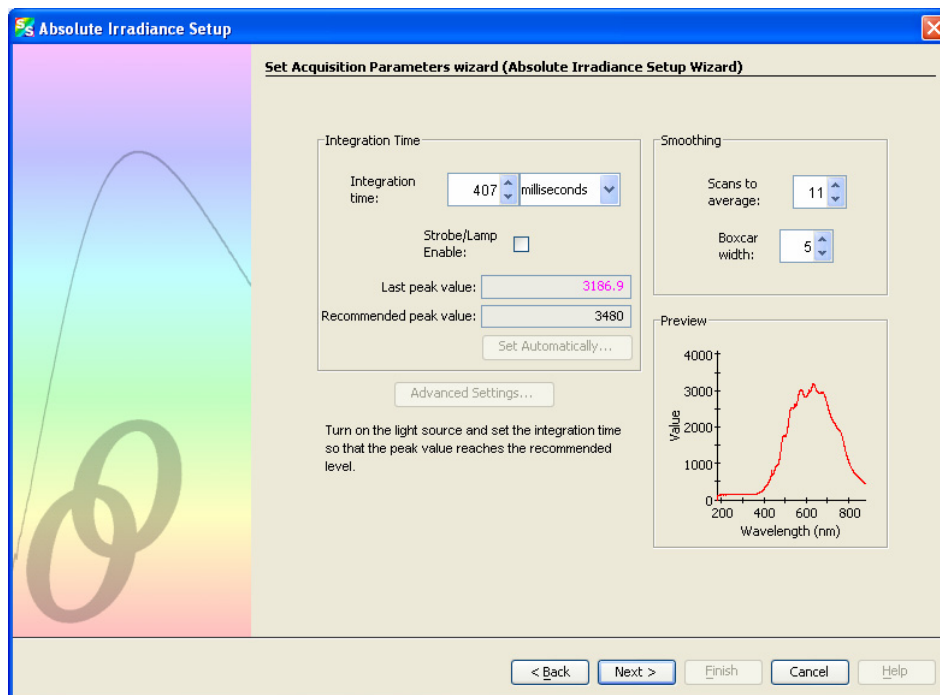 Absolute Irradiance Setup
Set Acquisition Parameters wizard (Absolute Irradiance Setup Wizard)
Integration Time
Integration time:
407
milliseconds
Strobe/Lamp Enable:
Last peak value:
3186.9
Recommended peak value:
3480
Set Automatically...
Advanced Settings...
Turn on the light source and set the integration time
so that the peak value reaches the recommended
level.
Smoothing
Scans to average:
11
Boxcar width:
5
Preview
4000
3000
2000
1000
0
Value
200 400 600 800
Wavelength (nm)
< Back
Next >
Finish
Cancel
Help